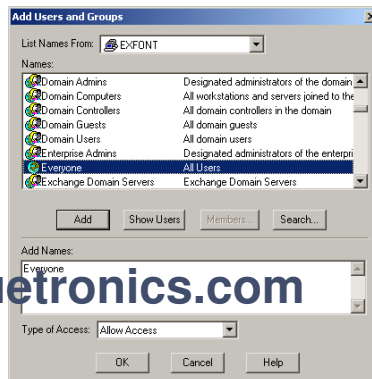 Add Users and Groups
List Names From: EXFONT
Names:
Domain Admins Designated administrators of the domain
Domain Computers All workstations and servers joined to the
Domain Controllers All domain controllers in the domain
Domain Guests All domain guests
Domain Users All domain users
Enterprise Admins Designated administrators of the enterpri
Everyone All Users
Exchange Domain Servers Exchange Domain Servers
Add Show Users Members... Search...
Add Names:
Everyone
etronics.com
Type of Access: Allow Access
OK Cancel Help